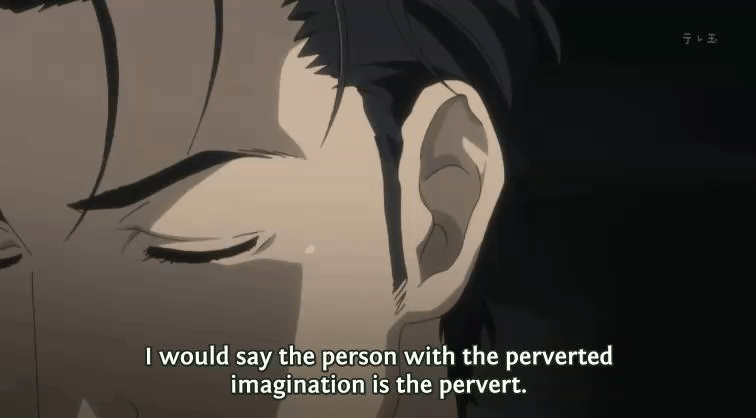 テレ玉
I would say the person with the perverted
imagination is the pervert.